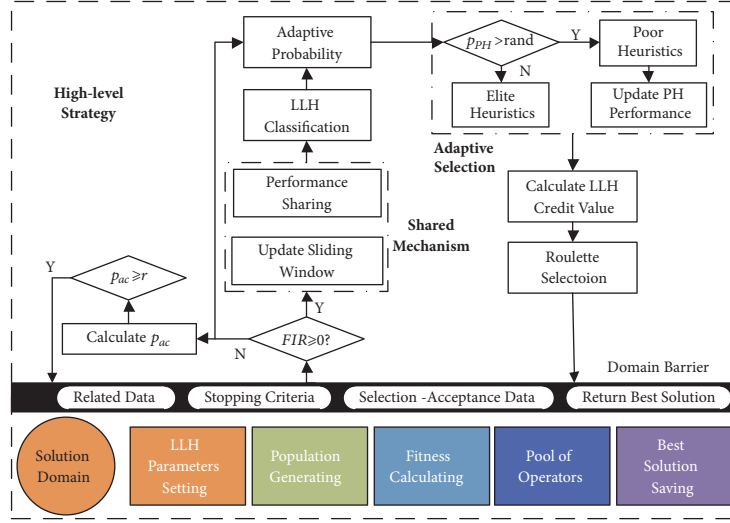 High-level
Strategy
Adaptive
Probability
p_PH >rand
Y
N
Poor
Heuristics
Elite
Heuristics
Update PH
Performance
LLH
Classification
Adaptive
Selection
Performance
Sharing
Calculate LLH
Credit Value
Shared
Mechanism
Update Sliding
Window
Roulette
Selectoion
Y
p_ac ≥ r
Y
Calculate p_ac
N
FIR≥0?
Domain Barrier
Related Data
Stopping Criteria
Selection -Acceptance Data
Return Best Solution
Solution
Domain
LLH
Parameters
Setting
Population
Generating
Fitness
Calculating
Pool of
Operators
Best
Solution
Saving